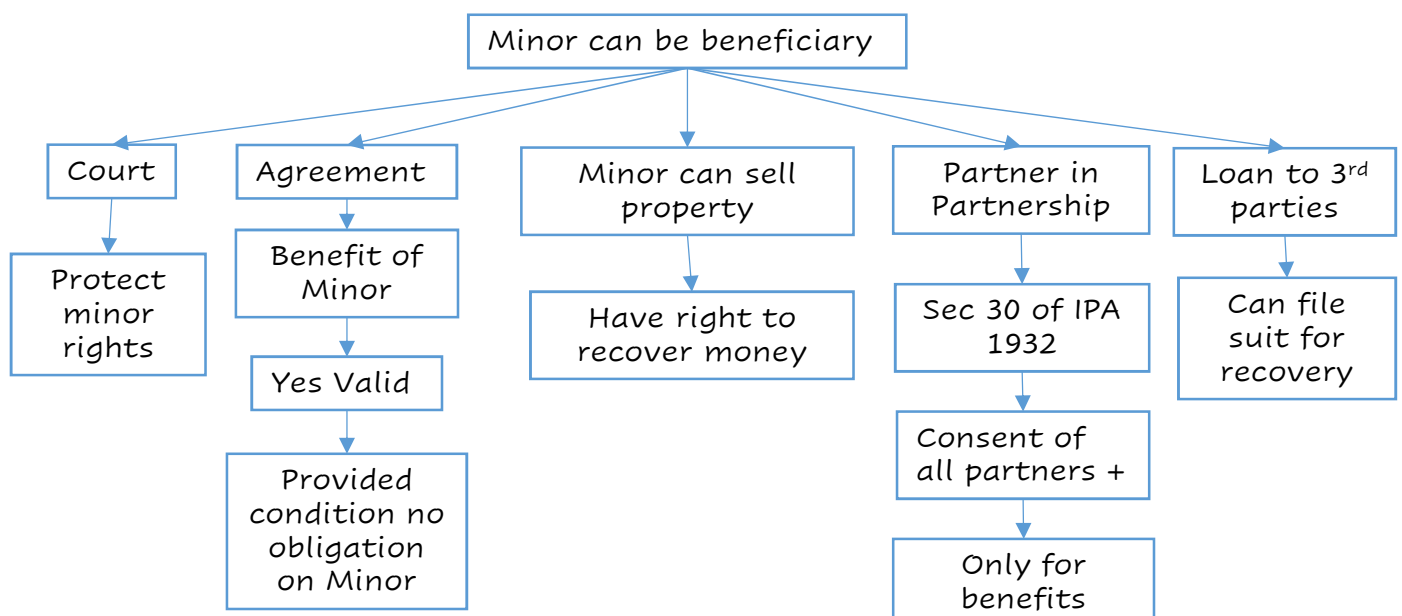 Minor can be beneficiary
Court
Protect
minor
rights
Agreement
Benefit of
Minor
Yes Valid
Provided
condition no
obligation
on Minor
Minor can sell
property
Have right to
recover money
Partner in
Partnership
Sec 30 of IPA
1932
Consent of
all partners +
Only for
benefits
Loan to 3rd
parties
Can file
suit for
recovery